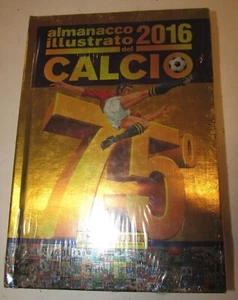 almanacco 2016
illustrato del
CALCIO
75°